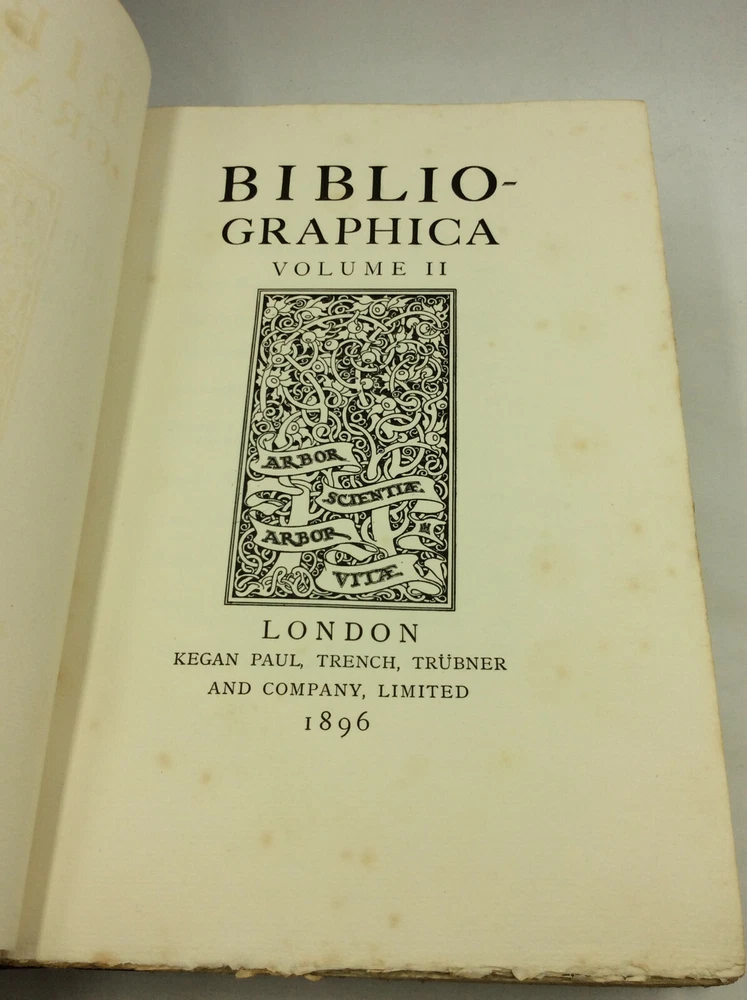 BIBLIO-
GRAPHICA
VOLUME II
ARBOR
SCIENTIÆ
ARBOR
VITÆ
LONDON
KEGAN PAUL, TRENCH, TRÜBNER
AND COMPANY, LIMITED
1896